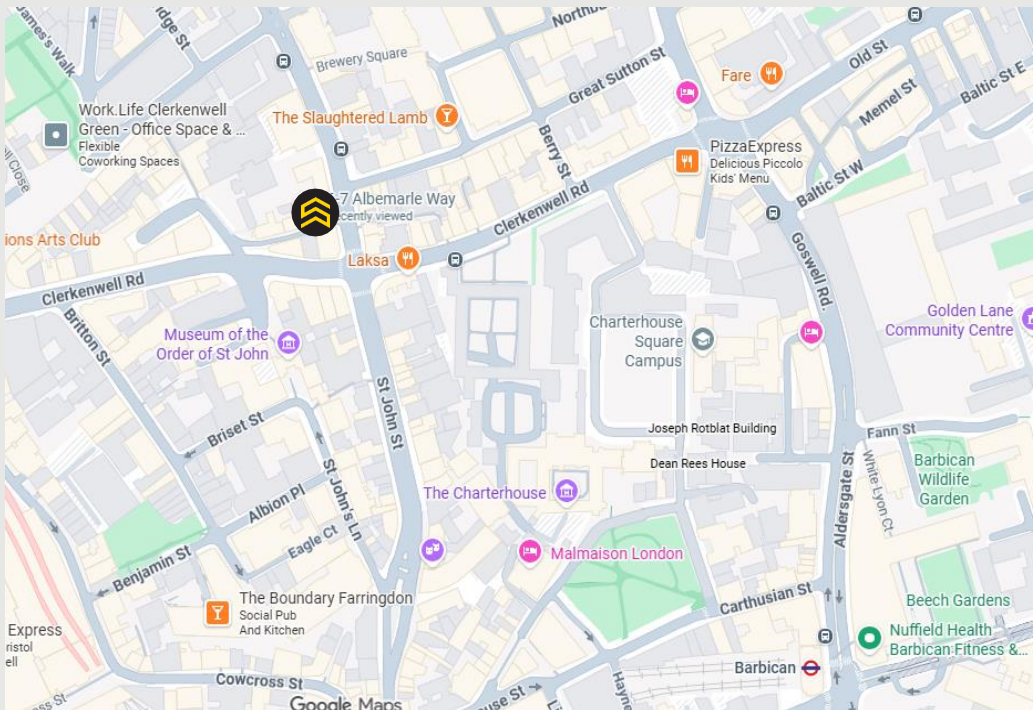 James's Walk
Brewery Square
Great Sutton St
Fare
Old St
Baltic St E
Memel St
Work.Life Clerkenwell
Green - Office Space & ...
Flexible
Coworking Spaces
The Slaughtered Lamb
Berry St
PizzaExpress
Delicious Piccolo
Kids' Menu
Baltic St W
-7 Albemarle Way
ecently viewed
Clerkenwell Rd
ions Arts Club
Laksa
Goswell Rd.
Clerkenwell Rd
Britton St
Museum of the
Order of St John
Charterhouse
Square
Campus
Golden Lane
Community Centre
St John St
Briset St
Joseph Rotblat Building
Fann St
Dean Rees House
Barbican
Wildlife
Garden
White Lyon Ct
St John's Ln
Albion Pl
The Charterhouse
Aldersgate St
Eagle Ct
Benjamin St
Malmaison London
The Boundary Farringdon
Social Pub
And Kitchen
Carthusian St
Beech Gardens
Express
ristol
ell
Nuffield Health
Barbican Fitness &...
Barbican
Cowcross St
Google Maps